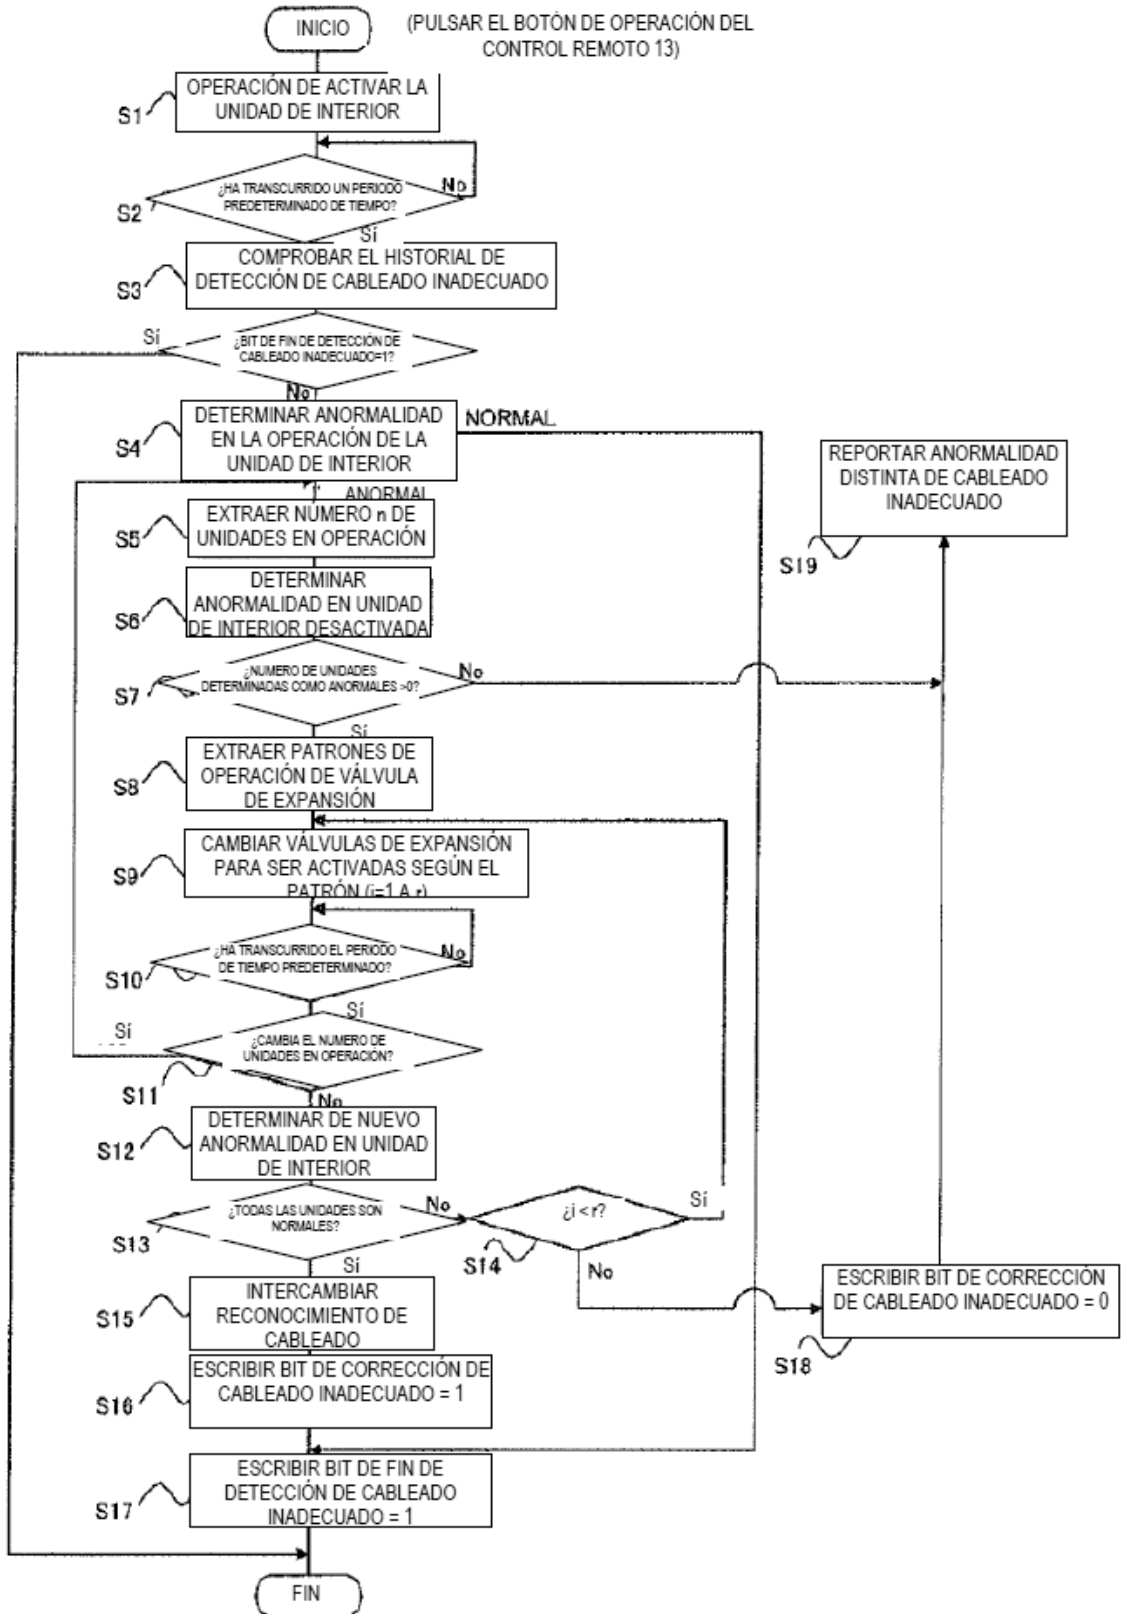 INICIO
(PULSAR EL BOTÓN DE OPERACIÓN DEL
CONTROL REMOTO 13)
S1
OPERACIÓN DE ACTIVAR LA
UNIDAD DE INTERIOR
S2
¿HA TRANSCURRIDO UN PERIODO
PREDETERMINADO DE TIEMPO?
No
Sí
S3
COMPROBAR EL HISTORIAL DE
DETECCIÓN DE CABLEADO INADECUADO
Sí
¿BIT DE FIN DE DETECCIÓN DE
CABLEADO INADECUADO=1?
No
S4
DETERMINAR ANORMALIDAD
EN LA OPERACIÓN DE LA
UNIDAD DE INTERIOR
NORMAL
ANORMAL
REPORTAR ANORMALIDAD
DISTINTA DE CABLEADO
INADECUADO
S19
S5
EXTRAER NÚMERO n DE
UNIDADES EN OPERACIÓN
S6
DETERMINAR
ANORMALIDAD EN UNIDAD
DE INTERIOR DESACTIVADA
S7
¿NUMERO DE UNIDADES
DETERMINADAS COMO ANORMALES >0?
No
Sí
S8
EXTRAER PATRONES DE
OPERACIÓN DE VÁLVULA
DE EXPANSIÓN
S9
CAMBIAR VÁLVULAS DE EXPANSIÓN
PARA SER ACTIVADAS SEGÚN EL
PATRÓN (i=1 A r)
S10
¿HA TRANSCURRIDO EL PERIODO
DE TIEMPO PREDETERMINADO?
No
Sí
Sí
S11
¿CAMBIA EL NUMERO DE
UNIDADES EN OPERACIÓN?
No
S12
DETERMINAR DE NUEVO
ANORMALIDAD EN UNIDAD
DE INTERIOR
S13
¿TODAS LAS UNIDADES SON
NORMALES?
No
Sí
S14
¿i < r?
Sí
No
S15
INTERCAMBIAR
RECONOCIMIENTO DE
CABLEADO
ESCRIBIR BIT DE CORRECCIÓN
DE CABLEADO INADECUADO = 0
S18
S16
ESCRIBIR BIT DE CORRECCIÓN DE
CABLEADO INADECUADO = 1
S17
ESCRIBIR BIT DE FIN DE
DETECCIÓN DE CABLEADO
INADECUADO = 1
FIN